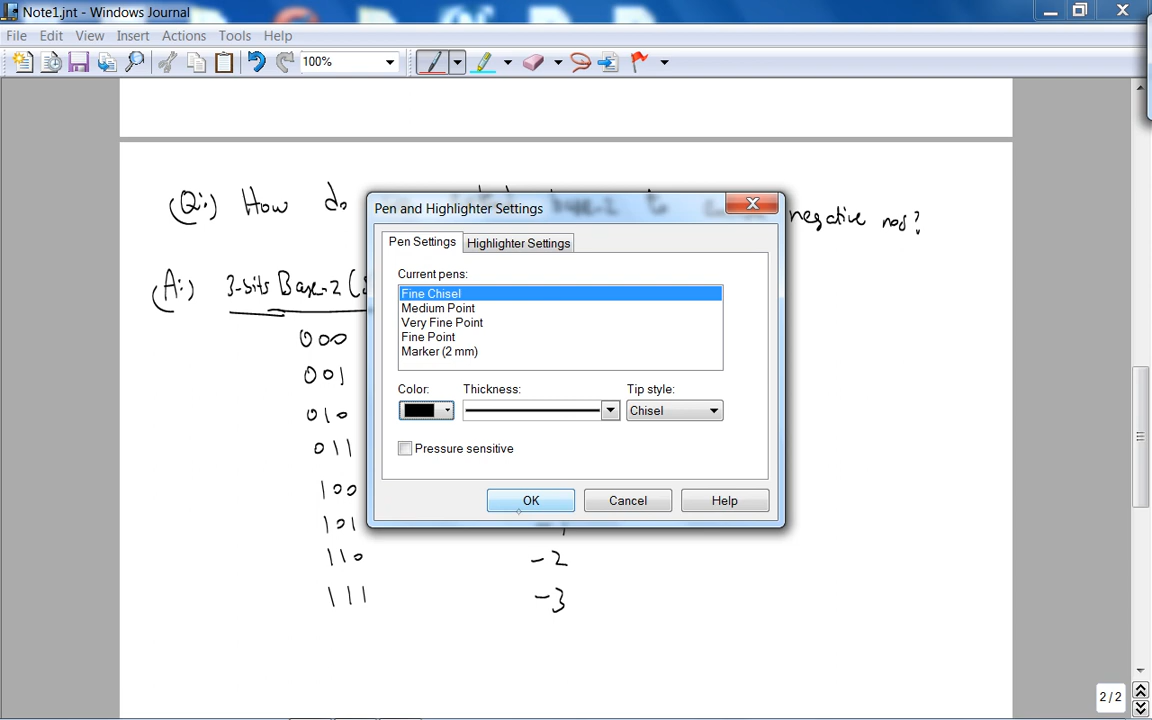 Note1.jnt - Windows Journal
File Edit View Insert Actions Tools Help
100%
Q:) How do base-2 to negative nos?
Pen and Highlighter Settings
Pen Settings Highlighter Settings
Current pens:
Fine Chisel
Medium Point
Very Fine Point
Fine Point
Marker (2 mm)
Color: Thickness: Tip style:
Chisel
Pressure sensitive
OK Cancel Help
A:) 3-bits Base-2 (
000
001
010
011
100
101
110 -2
111 -3
2/2